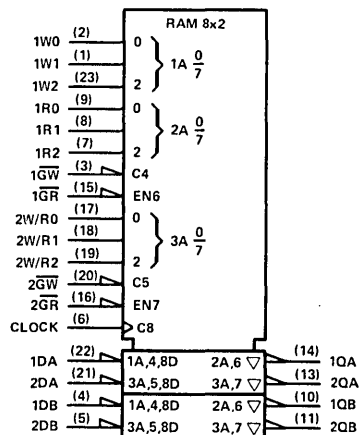 RAM 8x2
1W0 (2) 0
1W1 (1) 1A 0/7
1W2 (23) 2
1R0 (9) 0
1R1 (8) 2A 0/7
1R2 (7) 2
1G̅W̅ (3) C4
1G̅R̅ (15) EN6
2W/R0 (17) 0
2W/R1 (18) 3A 0/7
2W/R2 (19) 2
2G̅W̅ (20) C5
2G̅R̅ (16) EN7
CLOCK (6) C8
1DA (22) 1A,4,8D 2A,6 ▽ (14) 1QA
2DA (21) 3A,5,8D 3A,7 ▽ (13) 2QA
1DB (4) 1A,4,8D 2A,6 ▽ (10) 1QB
2DB (5) 3A,5,8D 3A,7 ▽ (11) 2QB